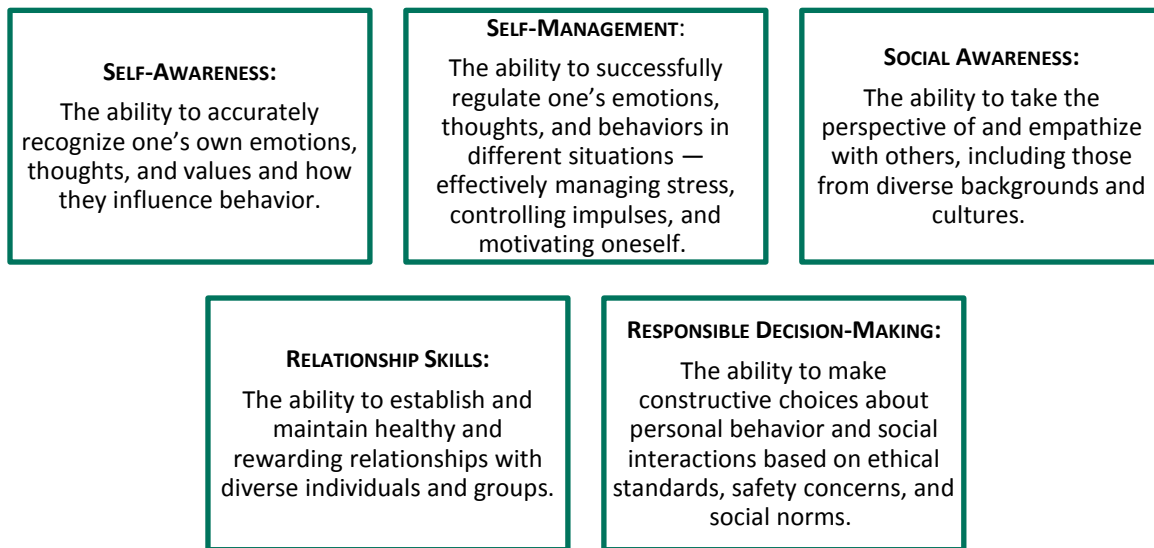 SELF-AWARENESS:
The ability to accurately
recognize one’s own emotions,
thoughts, and values and how
they influence behavior.
SELF-MANAGEMENT:
The ability to successfully
regulate one’s emotions,
thoughts, and behaviors in
different situations —
effectively managing stress,
controlling impulses, and
motivating oneself.
SOCIAL AWARENESS:
The ability to take the
perspective of and empathize
with others, including those
from diverse backgrounds and
cultures.
RELATIONSHIP SKILLS:
The ability to establish and
maintain healthy and
rewarding relationships with
diverse individuals and groups.
RESPONSIBLE DECISION-MAKING:
The ability to make
constructive choices about
personal behavior and social
interactions based on ethical
standards, safety concerns, and
social norms.